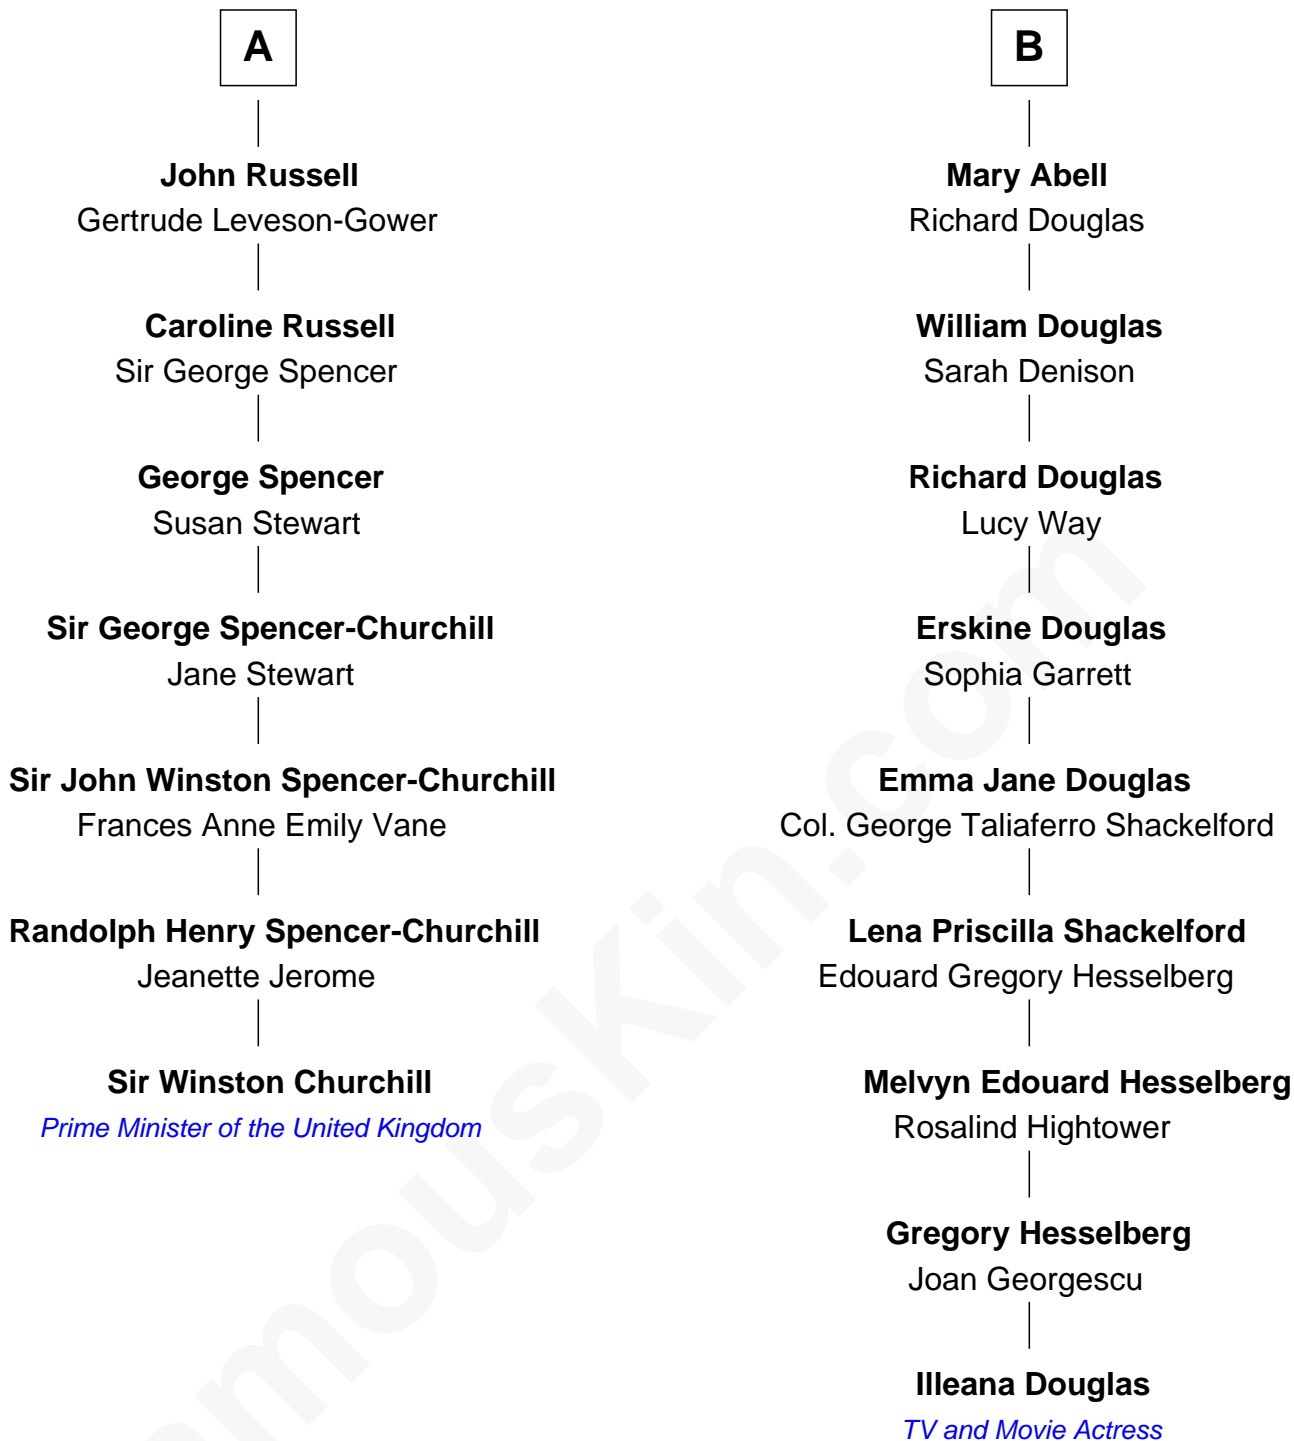 A
John Russell
Gertrude Leveson-Gower
Caroline Russell
Sir George Spencer
George Spencer
Susan Stewart
Sir George Spencer-Churchill
Jane Stewart
Sir John Winston Spencer-Churchill
Frances Anne Emily Vane
Randolph Henry Spencer-Churchill
Jeanette Jerome
Sir Winston Churchill
Prime Minister of the United Kingdom
B
Mary Abell
Richard Douglas
William Douglas
Sarah Denison
Richard Douglas
Lucy Way
Erskine Douglas
Sophia Garrett
Emma Jane Douglas
Col. George Taliaferro Shackelford
Lena Priscilla Shackelford
Edouard Gregory Hesselberg
Melvyn Edouard Hesselberg
Rosalind Hightower
Gregory Hesselberg
Joan Georgescu
Illeana Douglas
TV and Movie Actress
amousKin.com